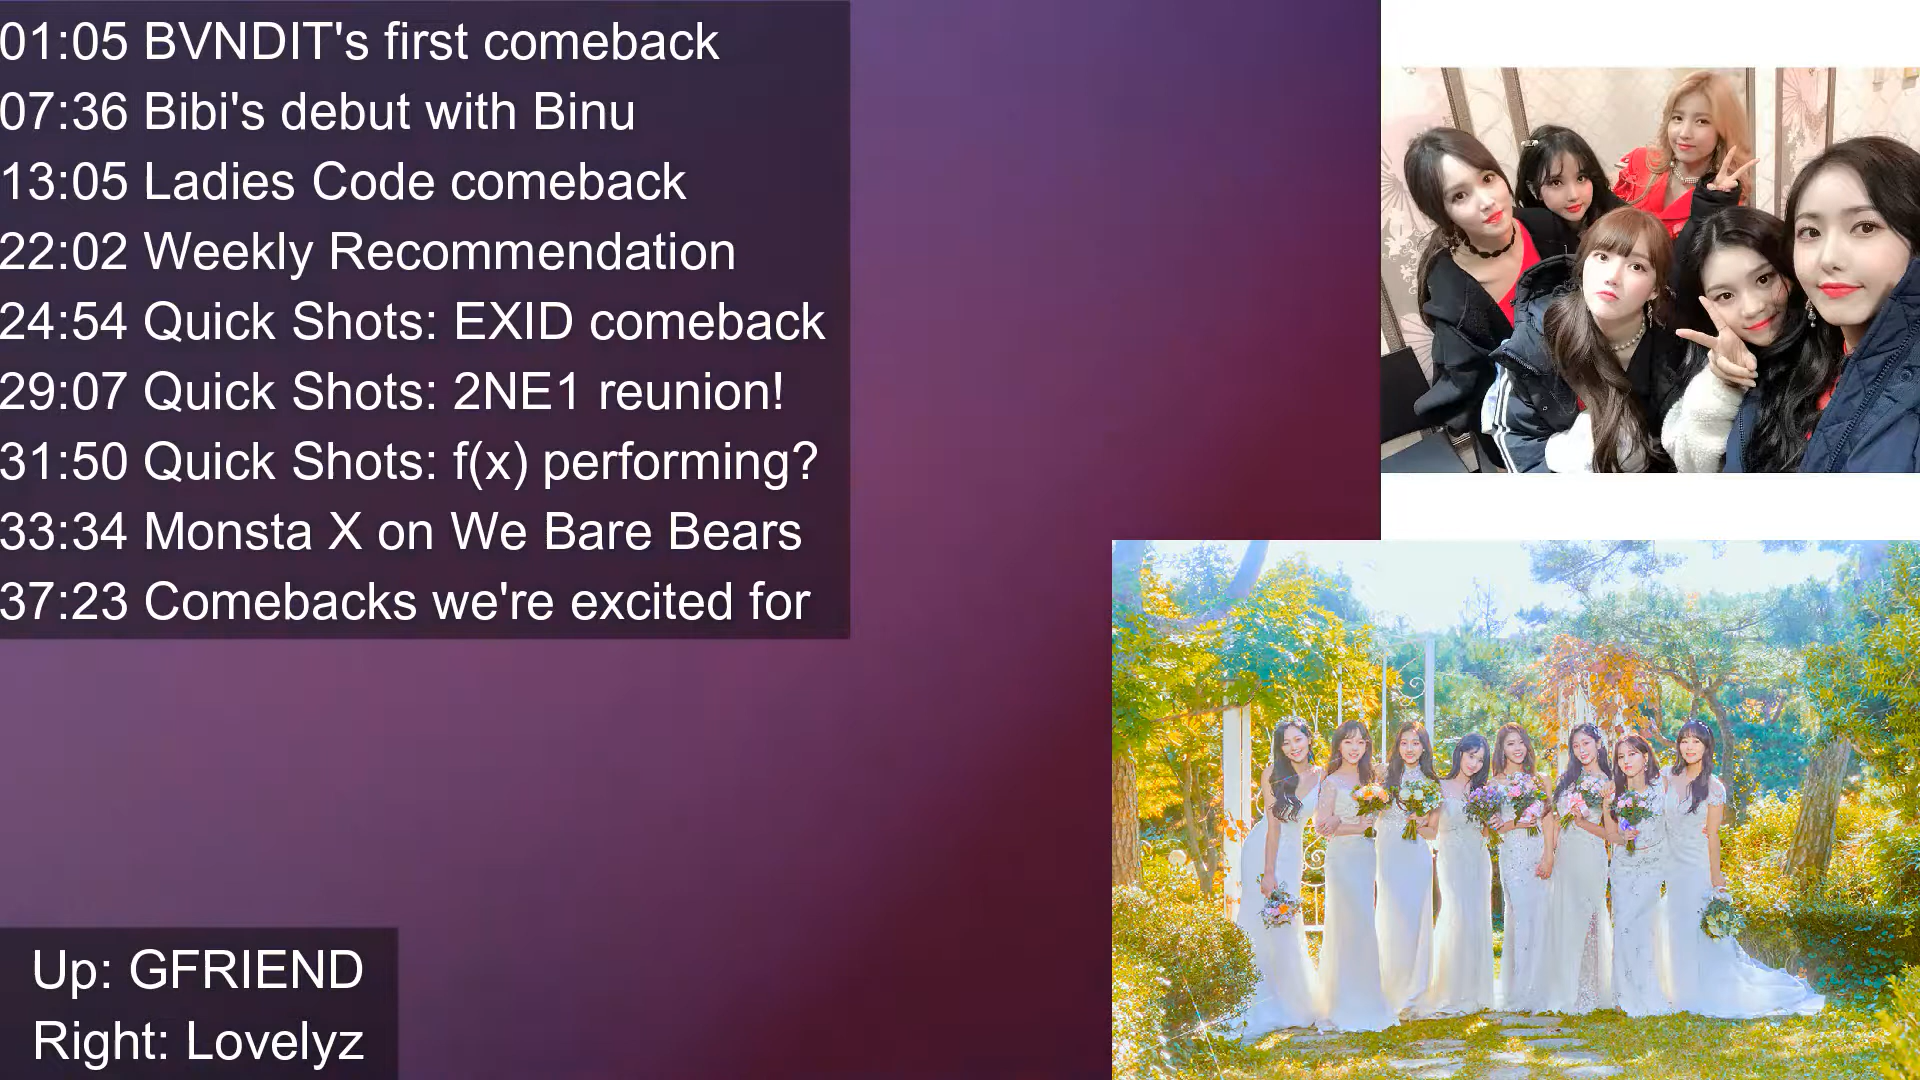 01:05 BVNDIT's first comeback
07:36 Bibi's debut with Binu
13:05 Ladies Code comeback
22:02 Weekly Recommendation
24:54 Quick Shots: EXID comeback
29:07 Quick Shots: 2NE1 reunion!
31:50 Quick Shots: f(x) performing?
33:34 Monsta X on We Bare Bears
37:23 Comebacks we're excited for
Up: GFRIEND
Right: Lovelyz